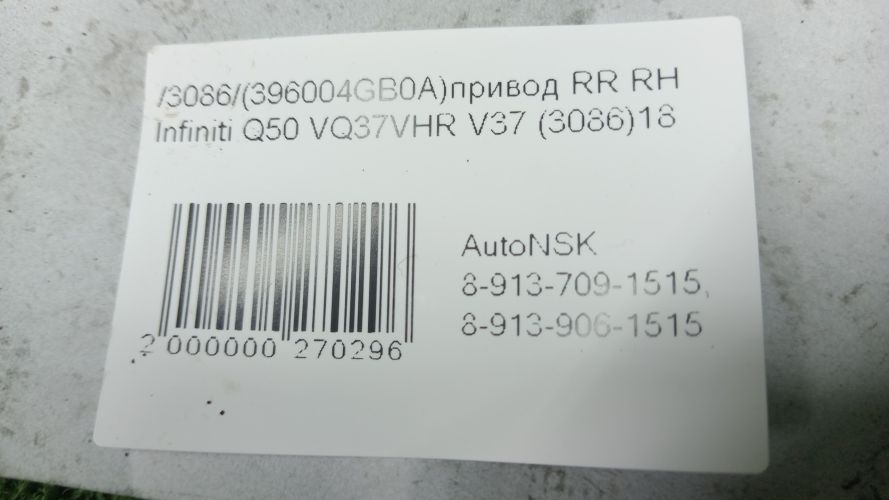 /3086/(396004GB0A)привод RR RH
Infiniti Q50 VQ37VHR V37 (3086)18
AutoNSK
8-913-709-1515,
8-913-906-1515
2 000000 270296